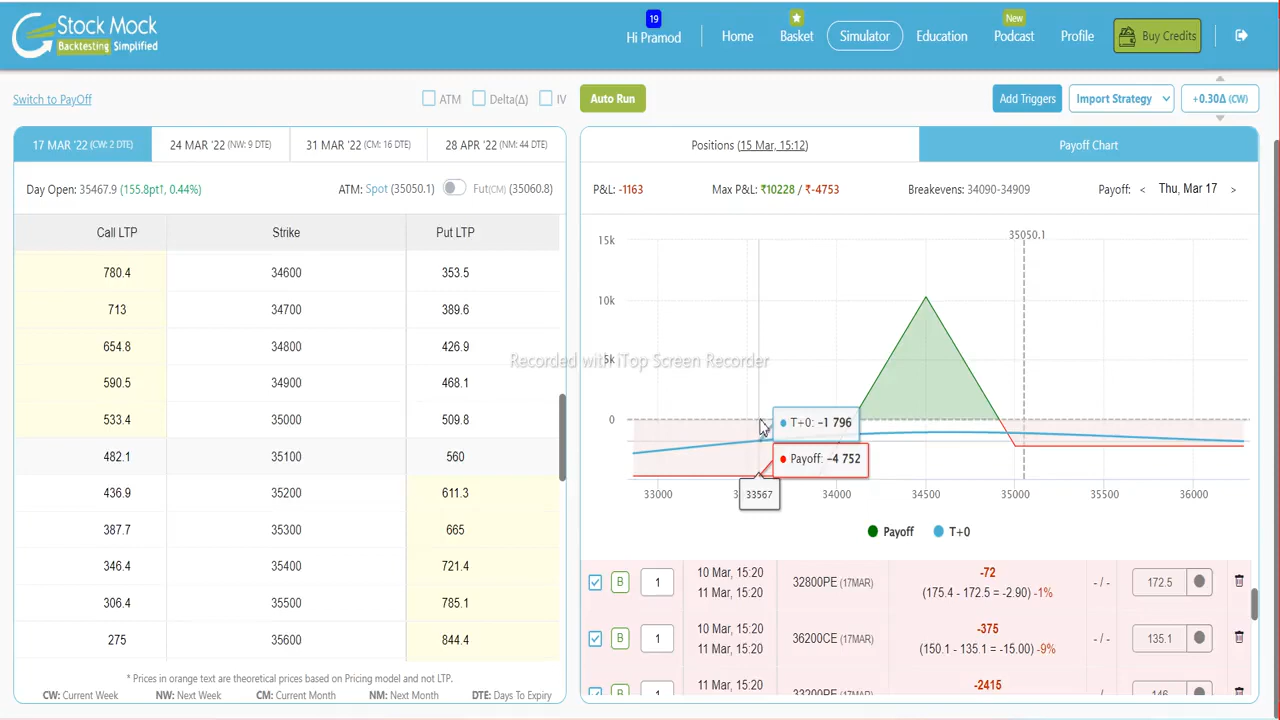 Stock Mock
Backtesting Simplified
19
Hi Pramod
Home
Basket
Simulator
Education
New
Podcast
Profile
Buy Credits
Switch to PayOff
ATM
Delta(Δ)
IV
Auto Run
Add Triggers
Import Strategy
+0.30Δ (CW)
17 MAR '22 (CW: 2 DTE)
24 MAR '22 (NW: 9 DTE)
31 MAR '22 (CM: 16 DTE)
28 APR '22 (NM: 44 DTE)
Positions (15 Mar, 15:12)
Payoff Chart
Day Open: 35467.9 (155.8pt↑, 0.44%)
ATM: Spot (35050.1)
Fut(CM) (35060.8)
P&L: -1163
Max P&L: ₹10228 / ₹-4753
Breakevens: 34090-34909
Payoff: < Thu, Mar 17 >
Call LTP Strike Put LTP
780.4 34600 353.5
713 34700 389.6
654.8 34800 426.9
590.5 34900 468.1
533.4 35000 509.8
482.1 35100 560
436.9 35200 611.3
387.7 35300 665
346.4 35400 721.4
306.4 35500 785.1
275 35600 844.4
* Prices in orange text are theoretical prices based on Pricing model and not LTP.
CW: Current Week NW: Next Week CM: Current Month NM: Next Month DTE: Days To Expiry
35050.1
15k
10k
5k
0
Recorded with iTop Screen Recorder
T+0: -1 796
Payoff: -4 752
33567
33000 34000 34500 35000 35500 36000
Payoff T+0
B 1
10 Mar, 15:20
11 Mar, 15:20
32800PE (17MAR)
-72
(175.4 - 172.5 = -2.90) -1%
- / -
172.5
B 1
10 Mar, 15:20
11 Mar, 15:20
36200CE (17MAR)
-375
(150.1 - 135.1 = -15.00) -9%
- / -
135.1
B 1
11 Mar, 15:20
33200PE (17MAR)
-2415
- / -
146